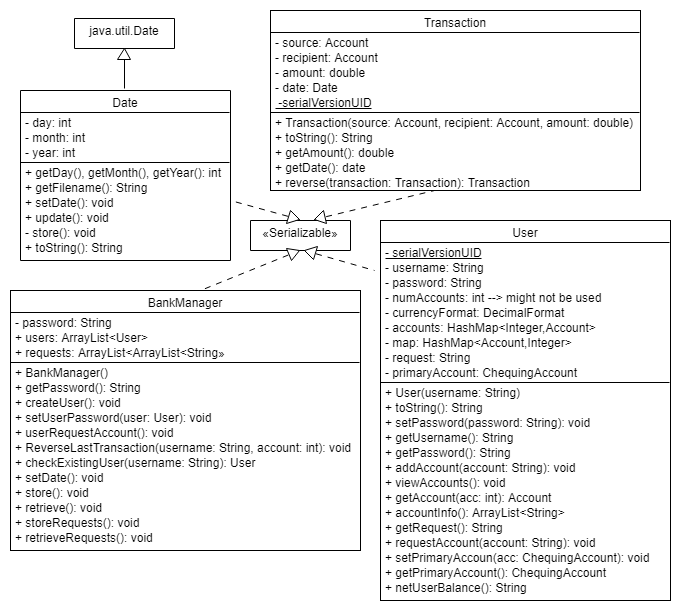 java.util.Date
Date
- day: int
- month: int
- year: int
+ getDay(), getMonth(), getYear(): int
+ getFilename(): String
+ setDate(): void
+ update(): void
- store(): void
+ toString(): String
Transaction
- source: Account
- recipient: Account
- amount: double
- date: Date
-serialVersionUID
+ Transaction(source: Account, recipient: Account, amount: double)
+ toString(): String
+ getAmount(): double
+ getDate(): date
+ reverse(transaction: Transaction): Transaction
«Serializable»
BankManager
- password: String
+ users: ArrayList<User>
+ requests: ArrayList<ArrayList<String»
+ BankManager()
+ getPassword(): String
+ createUser(): void
+ setUserPassword(user: User): void
+ userRequestAccount(): void
+ ReverseLastTransaction(username: String, account: int): void
+ checkExistingUser(username: String): User
+ setDate(): void
+ store(): void
+ retrieve(): void
+ storeRequests(): void
+ retrieveRequests(): void
User
- serialVersionUID
- username: String
- password: String
- numAccounts: int --> might not be used
- currencyFormat: DecimalFormat
- accounts: HashMap<Integer,Account>
- map: HashMap<Account,Integer>
- request: String
- primaryAccount: ChequingAccount
+ User(username: String)
+ toString(): String
+ setPassword(password: String): void
+ getUsername(): String
+ getPassword(): String
+ addAccount(account: String): void
+ viewAccounts(): void
+ getAccount(acc: int): Account
+ accountInfo(): ArrayList<String>
+ getRequest(): String
+ requestAccount(account: String): void
+ setPrimaryAccoun(acc: ChequingAccount): void
+ getPrimaryAccount(): ChequingAccount
+ netUserBalance(): String